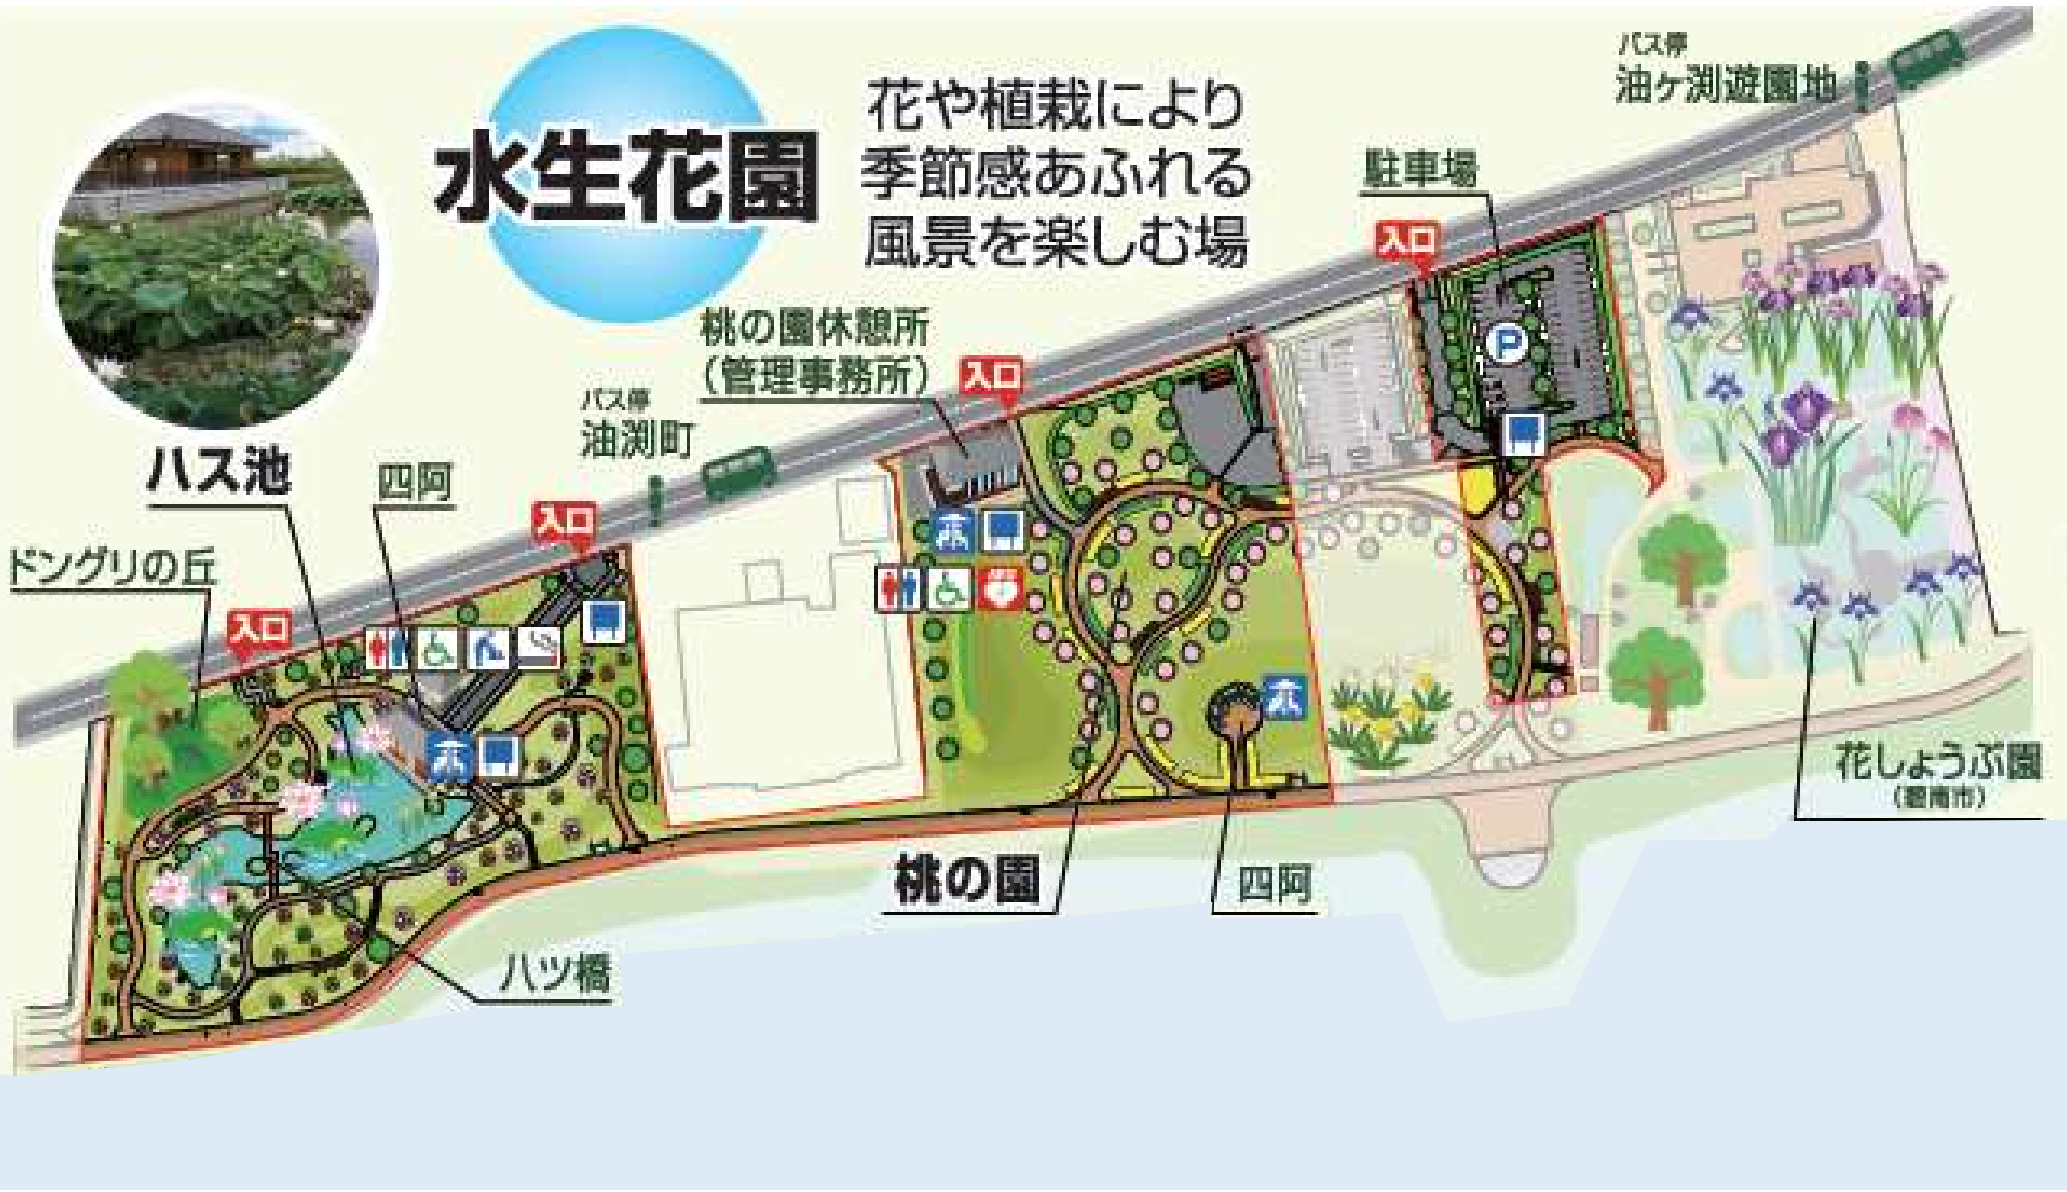 水生花園
花や植栽により
季節感あふれる
風景を楽しむ場
バス停
油ヶ渕遊園地
駐車場
入口
P
桃の園休憩所
（管理事務所）
入口
バス停
油渕町
入口
ハス池
四阿
ドングリの丘
入口
花しょうぶ園
（碧南市）
桃の園
四阿
八ツ橋